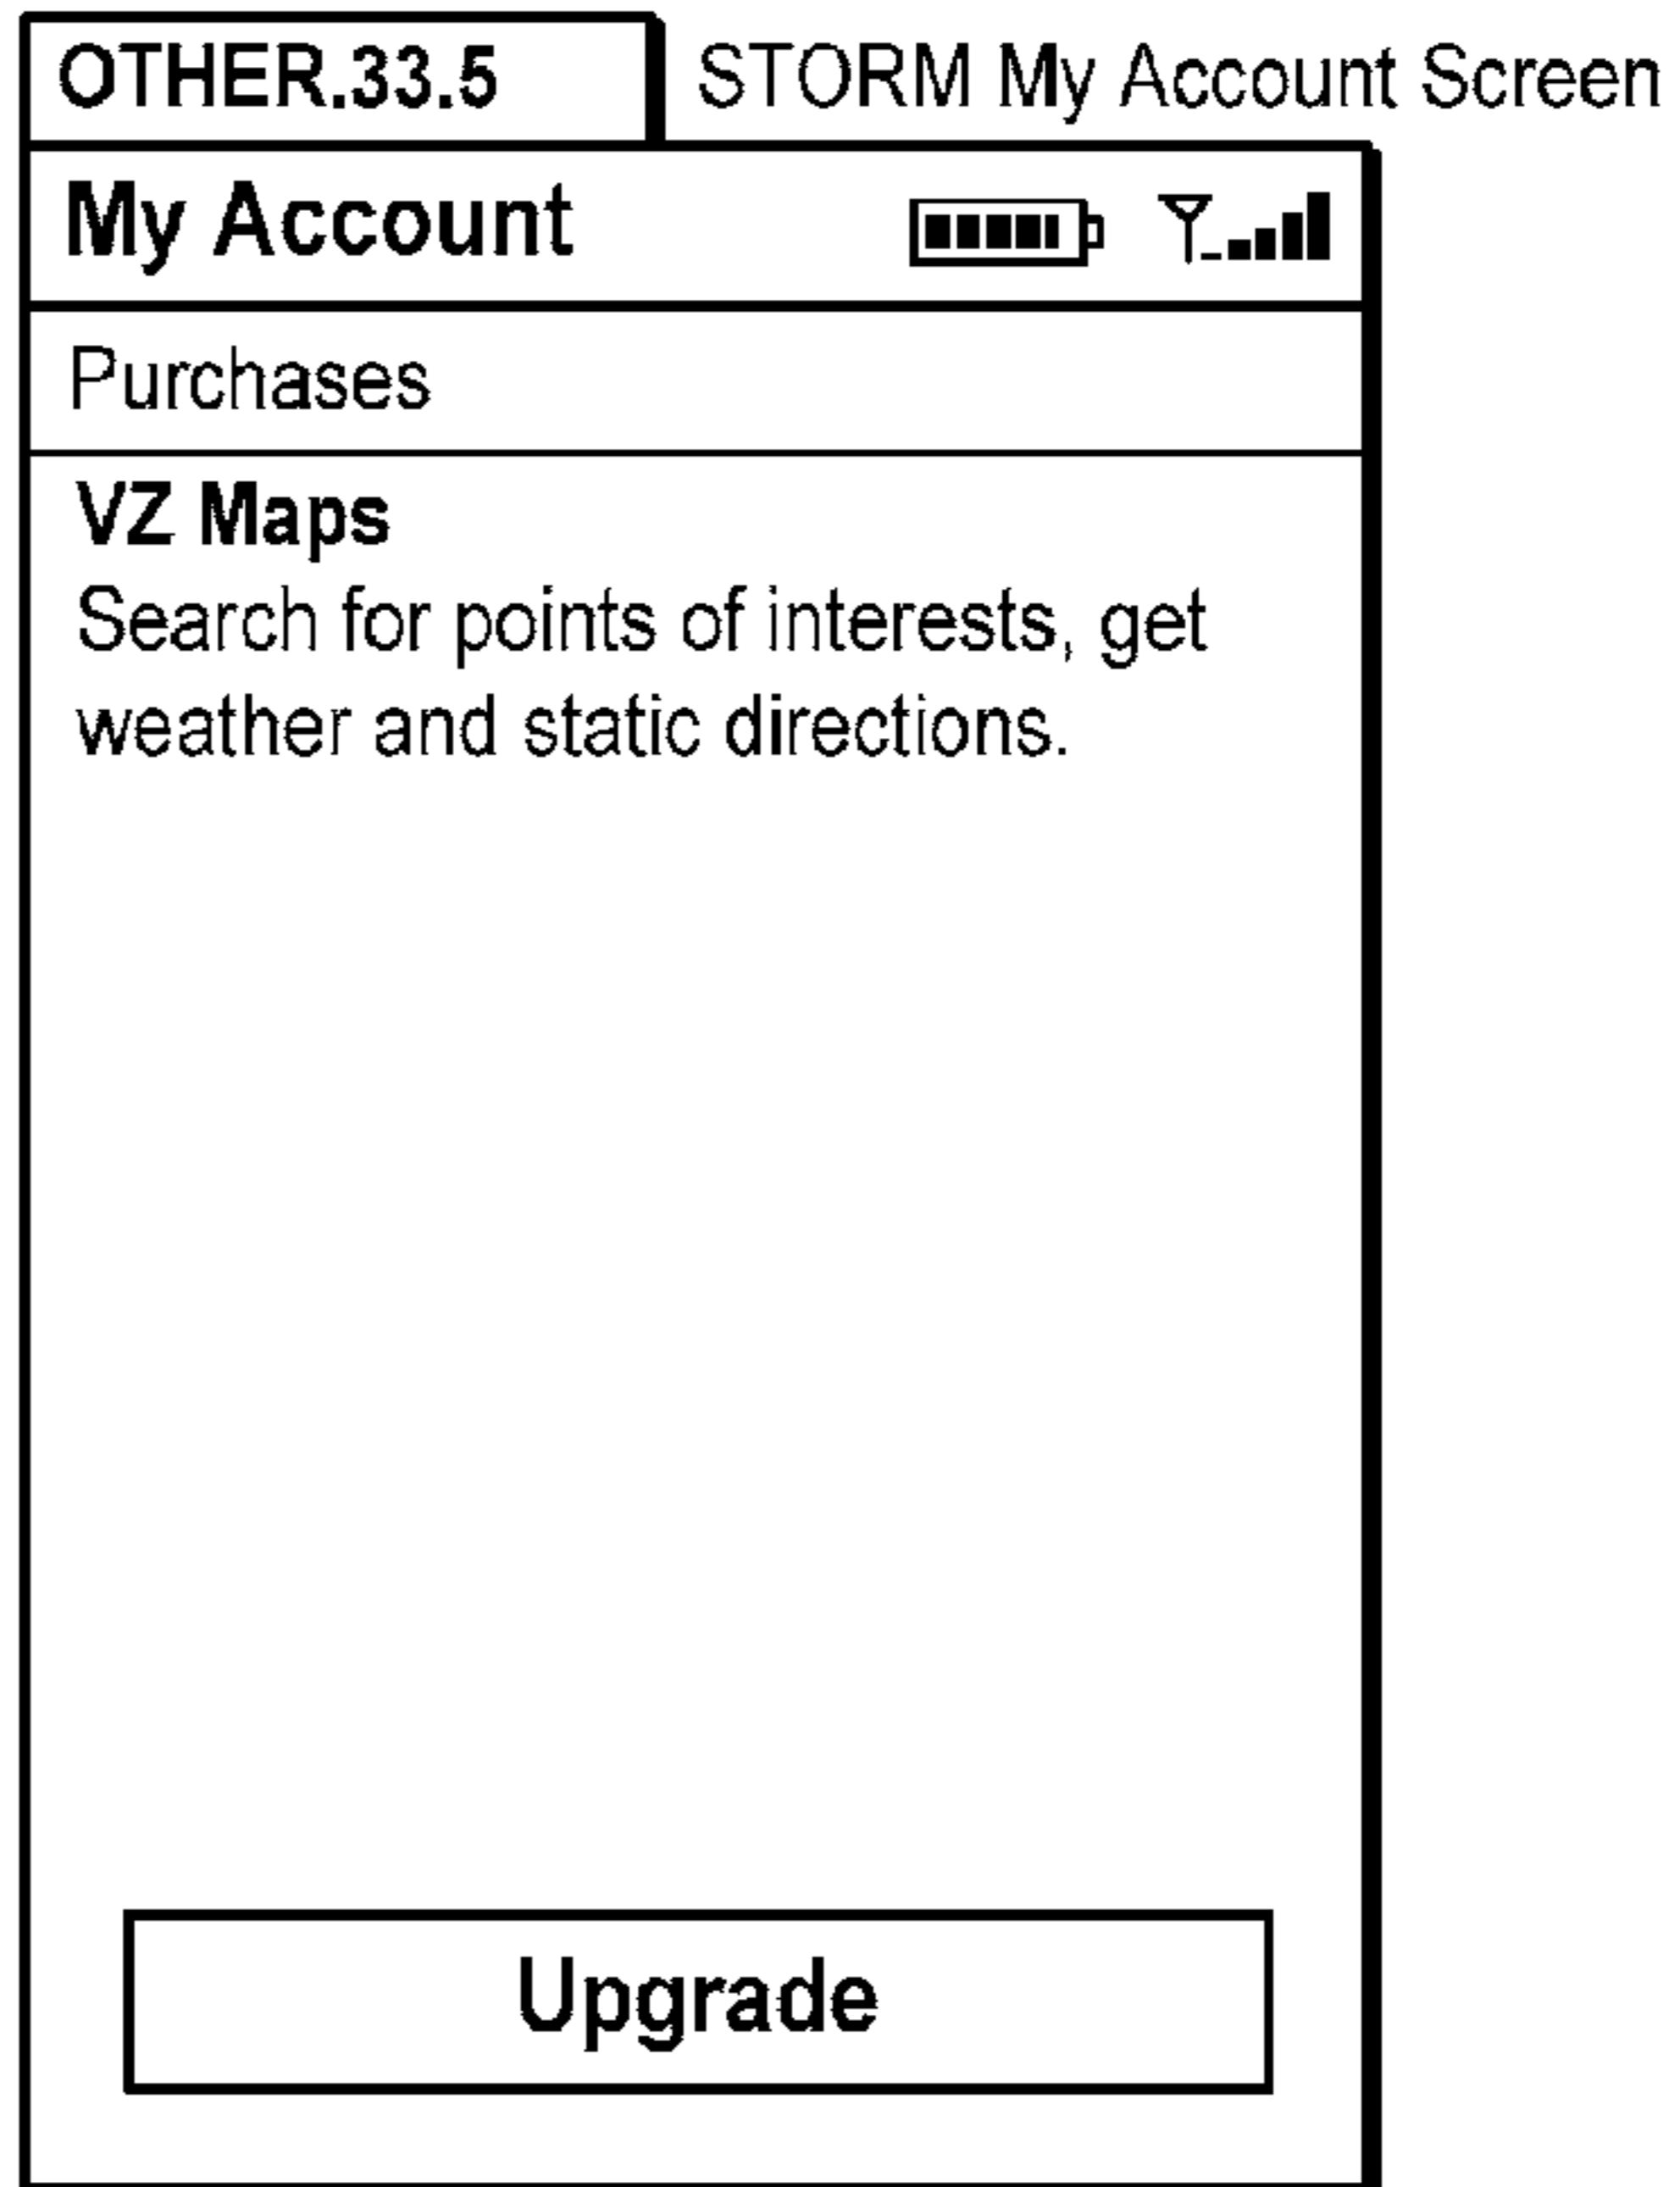 OTHER.33.5 STORM My Account Screen
My Account
Purchases
VZ Maps
Search for points of interests, get
weather and static directions.
Upgrade